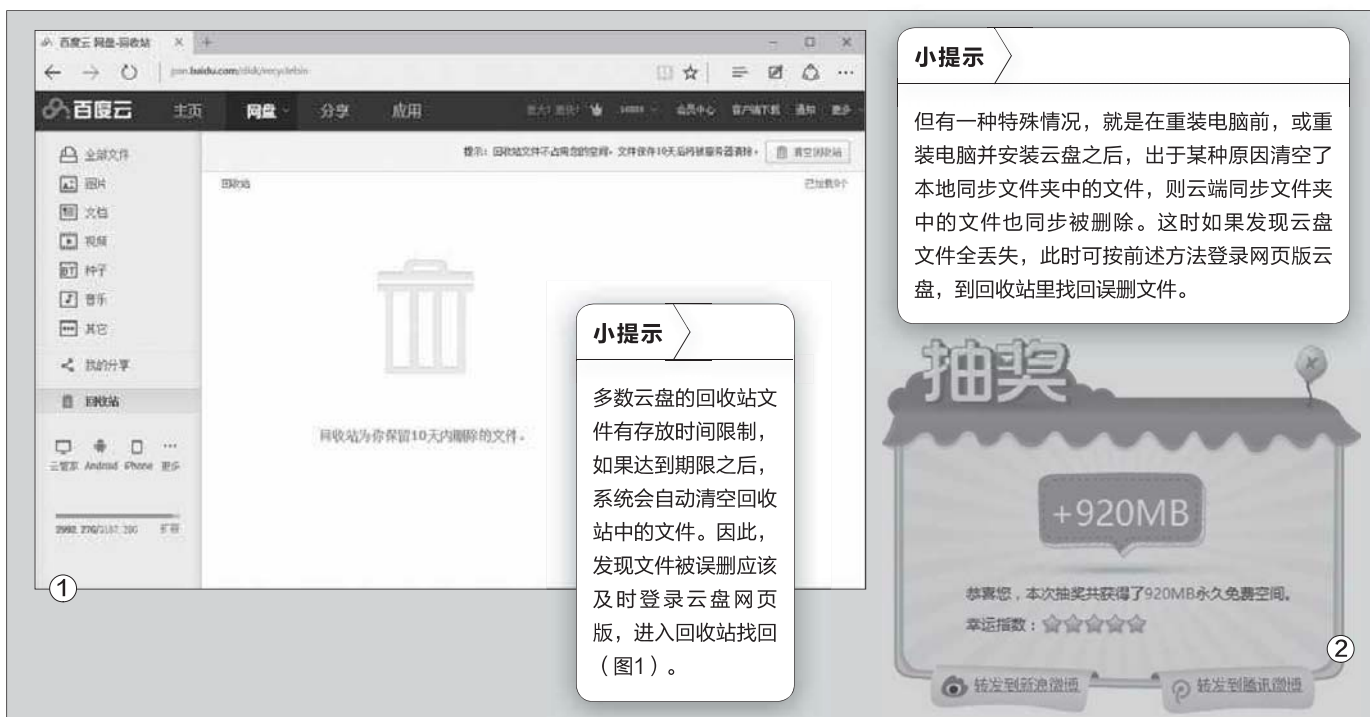 百度云 网盘-回收站
pan.baidu.com/disk/recyclebin
百度云 主页 网盘 分享 应用 会员中心 客户端下载 通知 更多
提示：回收站文件不占用您的空间，文件保存10天后将被服务器清除。 清空回收站
全部文件
回收站 已加载0个
图片
文档
视频
BT 种子
音乐
其它
我的分享
回收站
回收站为你保留10天内删除的文件。
云管家 Android iPhone 更多
扩容
①
小提示
多数云盘的回收站文
件有存放时间限制，
如果达到期限之后，
系统会自动清空回收
站中的文件。因此，
发现文件被误删应该
及时登录云盘网页
版，进入回收站找回
（图1）。
小提示
但有一种特殊情况，就是在重装电脑前，或重
装电脑并安装云盘之后，出于某种原因清空了
本地同步文件夹中的文件，则云端同步文件夹
中的文件也同步被删除。这时如果发现云盘
文件全丢失，此时可按前述方法登录网页版云
盘，到回收站里找回误删文件。
抽奖
+920MB
恭喜您，本次抽奖共获得了920MB永久免费空间。
幸运指数：
转发到新浪微博 转发到腾讯微博
②